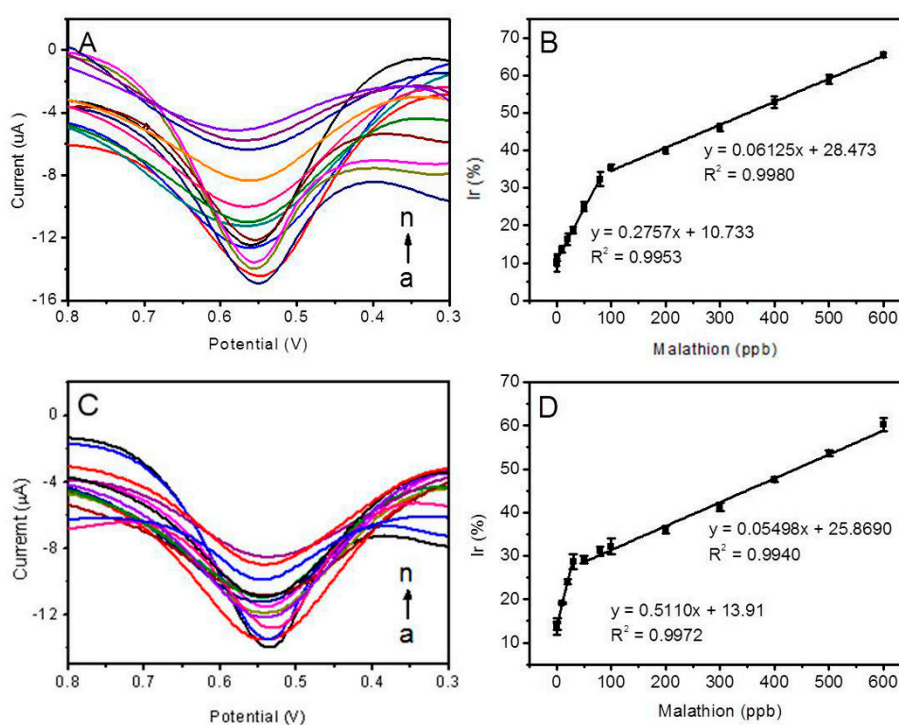 A
0
-4
-8
-12
-16
Current (uA)
n
a
0.8 0.7 0.6 0.5 0.4 0.3
Potential (V)
B
70
60
50
40
30
20
10
0
Ir (%)
y = 0.06125x + 28.473
R² = 0.9980
y = 0.2757x + 10.733
R² = 0.9953
0 100 200 300 400 500 600
Malathion (ppb)
C
0
-4
-8
-12
Curremt (µA)
n
a
0.8 0.7 0.6 0.5 0.4 0.3
Potential (V)
D
70
60
50
40
30
20
10
Ir (%)
y = 0.05498x + 25.8690
R² = 0.9940
y = 0.5110x + 13.91
R² = 0.9972
0 100 200 300 400 500 600
Malathion (ppb)